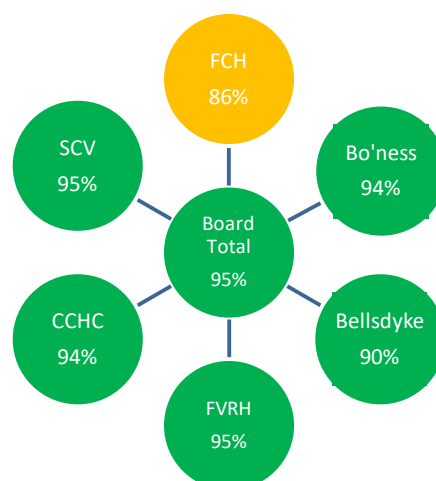 FCH
86%
SCV
95%
Bo'ness
94%
Board
Total
95%
CCHC
94%
Bellsdyke
90%
FVRH
95%